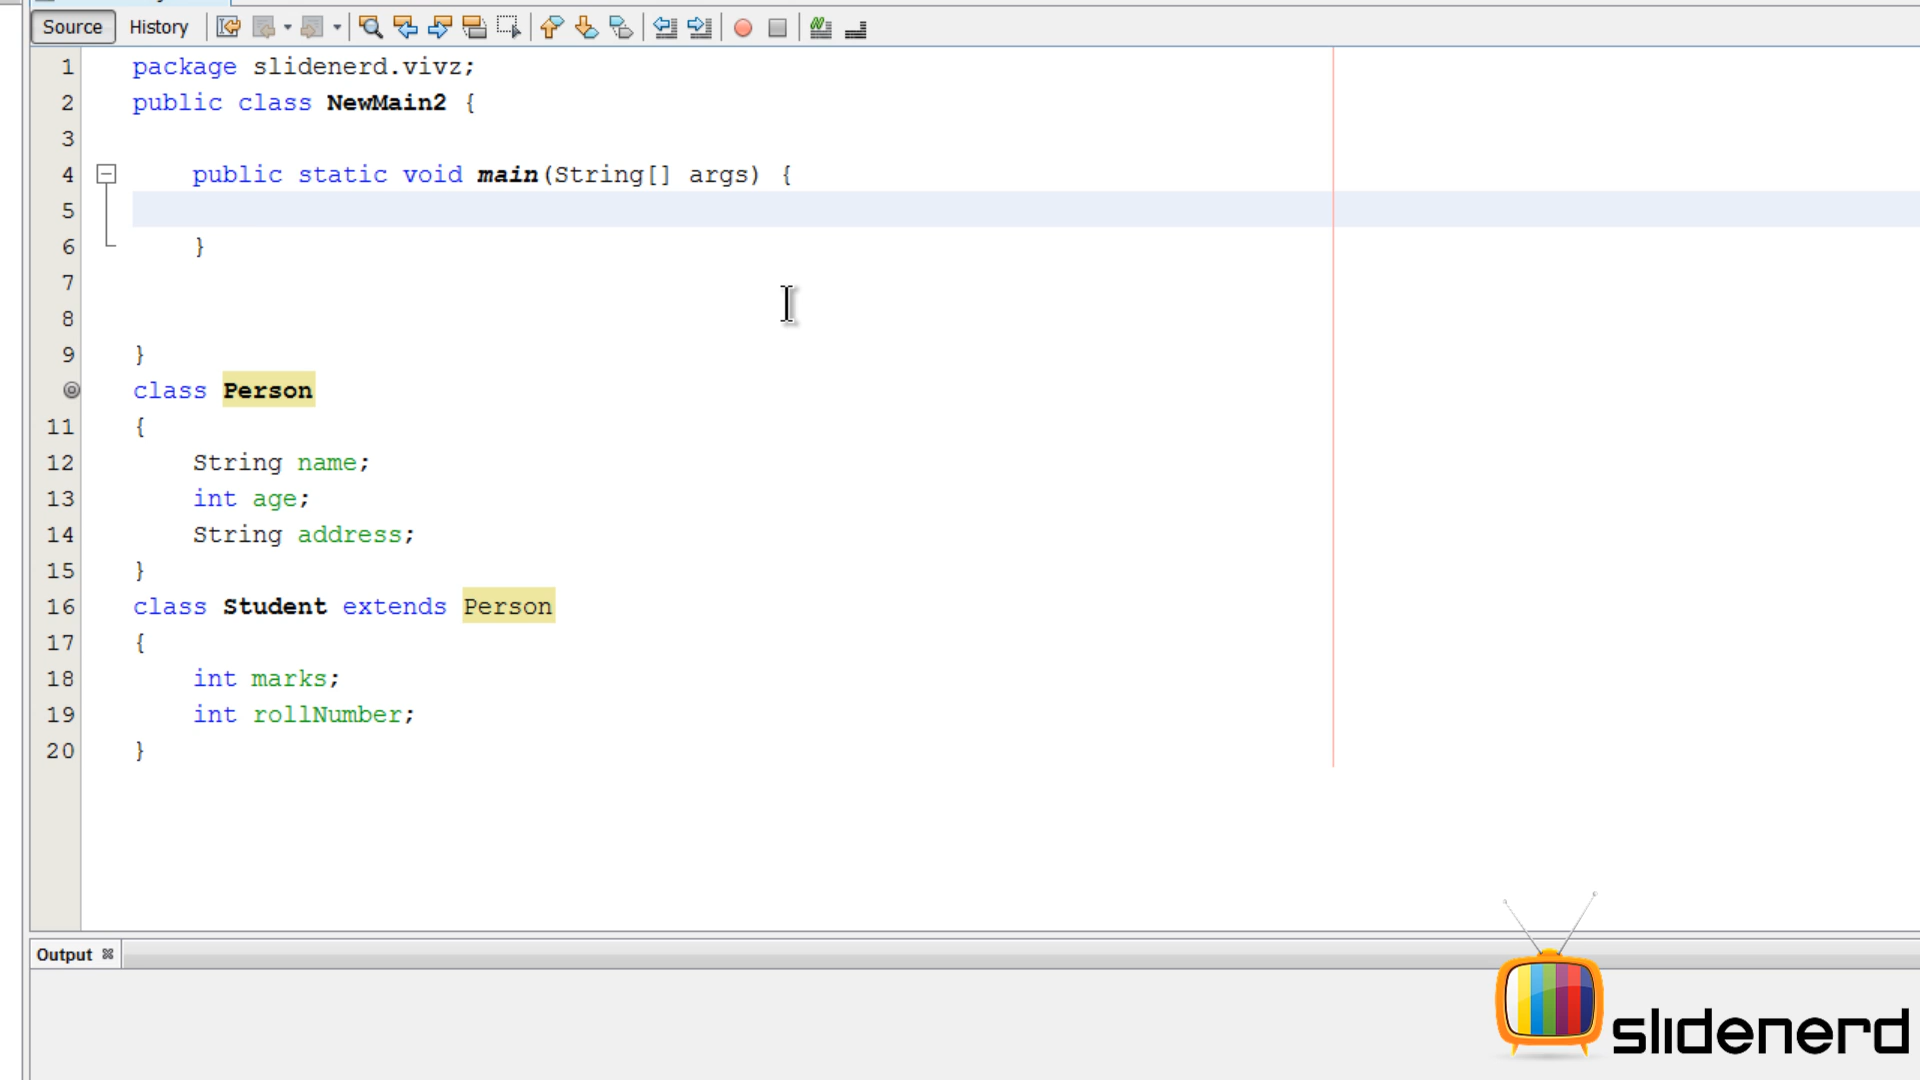 Source History
1 package slidenerd.vivz;
2 public class NewMain2 {
3
4 public static void main(String[] args) {
5
6 }
7
8
9 }
class Person
11 {
12 String name;
13 int age;
14 String address;
15 }
16 class Student extends Person
17 {
18 int marks;
19 int rollNumber;
20 }
Output
slidenerd